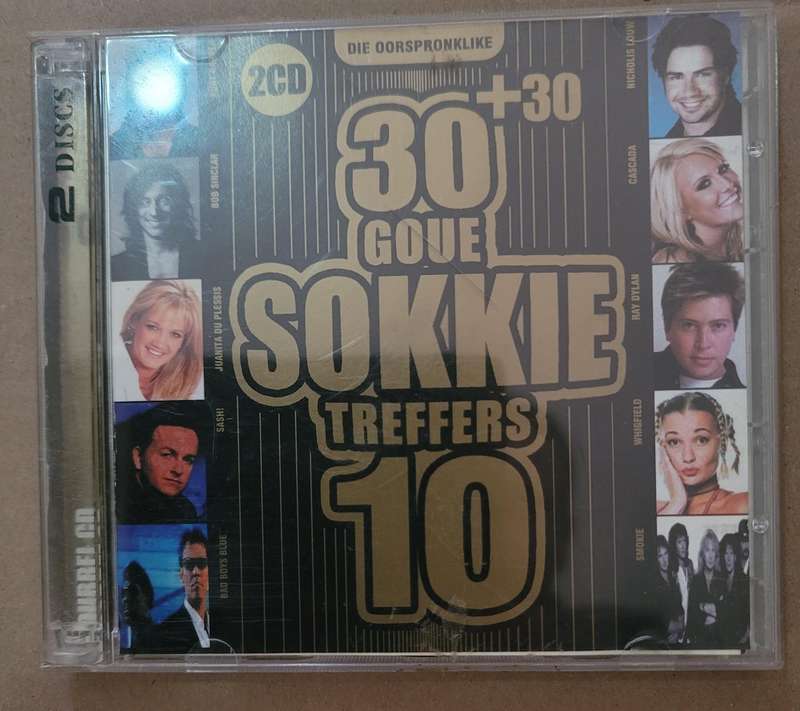 DIE OORSPRONKLIKE
2CD
30+30
GOUE
SOKKIE
TREFFERS
10
BOB SINCLAR
JUANITA DU PLESSIS
SASH!
BAD BOYS BLUE
NICHOLIS LOUW
CASCADA
RAY DYLAN
WHIGFIELD
SMOKIE
2 DISCS